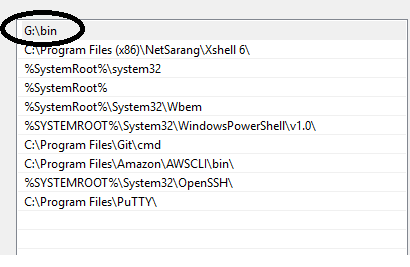 G:\bin
C:\Program Files (x86)\NetSarang\Xshell 6\
%SystemRoot%\system32
%SystemRoot%
%SystemRoot%\System32\Wbem
%SYSTEMROOT%\System32\WindowsPowerShell\v1.0\
C:\Program Files\Git\cmd
C:\Program Files\Amazon\AWSCLI\bin\
%SYSTEMROOT%\System32\OpenSSH\
C:\Program Files\PuTTY\